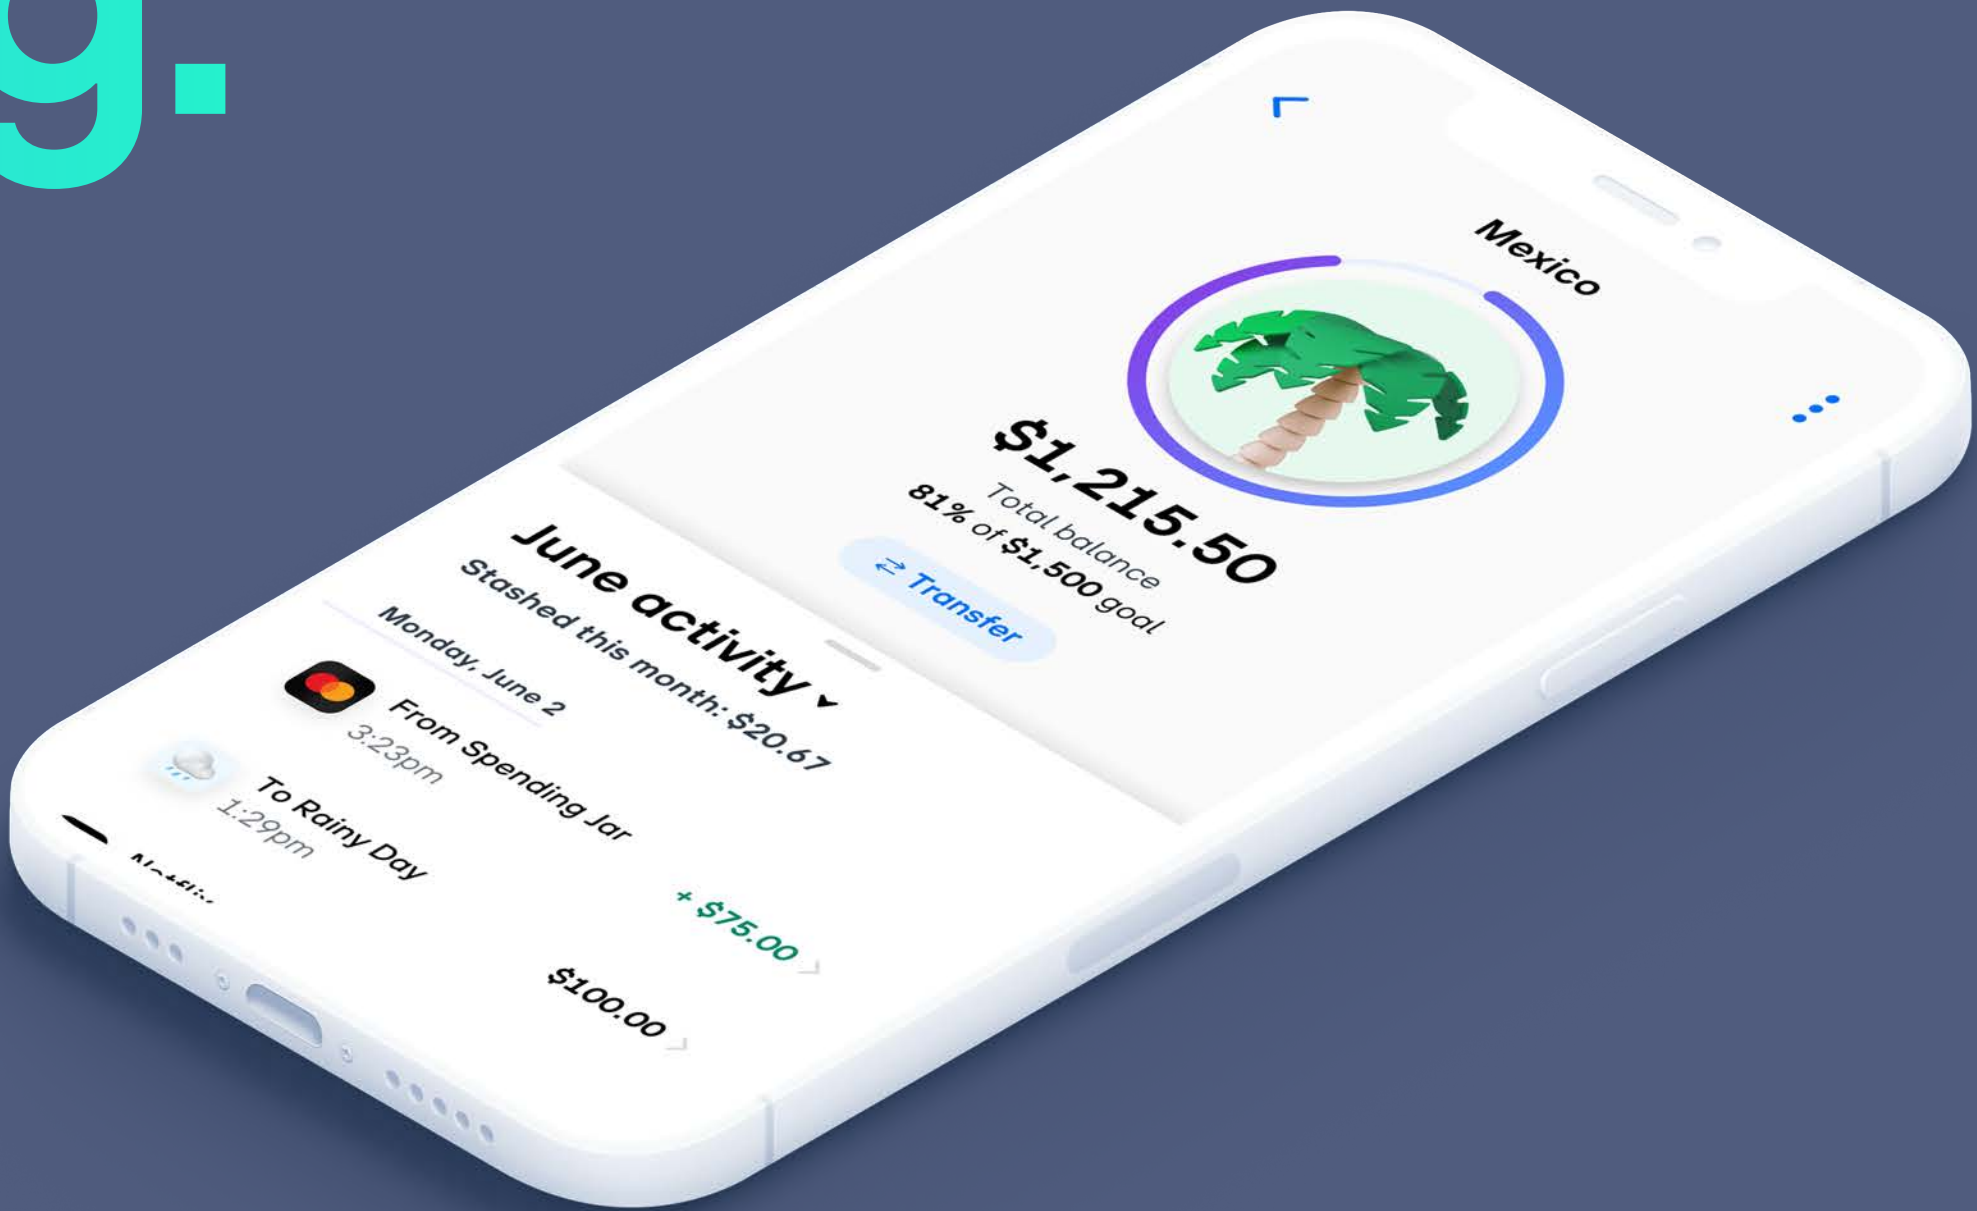 g.
Mexico
$1,215.50
Total balance
81% of $1,500 goal
Transfer
June activity
Stashed this month: $20.67
Monday, June 2
From Spending Jar
+ $75.00
3:23pm
To Rainy Day
$100.00
1:29pm